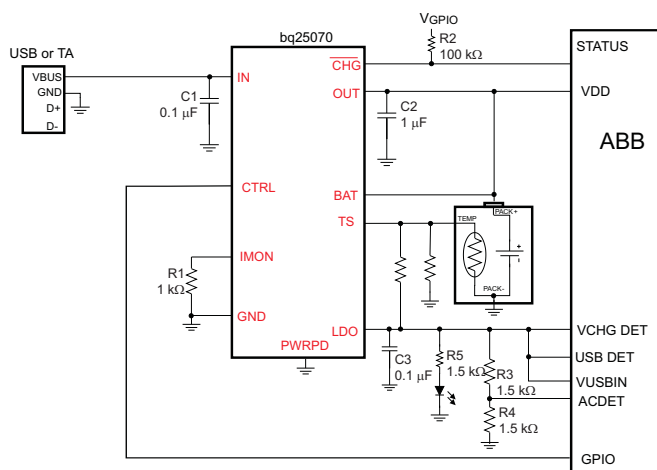 bq25070
USB or TA
VBUS
GND
D+
D-
C1
0.1 μF
IN
CTRL
IMON
R1
1 kΩ
GND
PWRPD
CHG
OUT
BAT
TS
LDO
VGPIO
R2
100 kΩ
C2
1 μF
TEMP
PACK+
+
-
PACK-
C3
0.1 μF
R5
1.5 kΩ
R3
1.5 kΩ
R4
1.5 kΩ
STATUS
VDD
ABB
VCHG DET
USB DET
VUSBIN
ACDET
GPIO